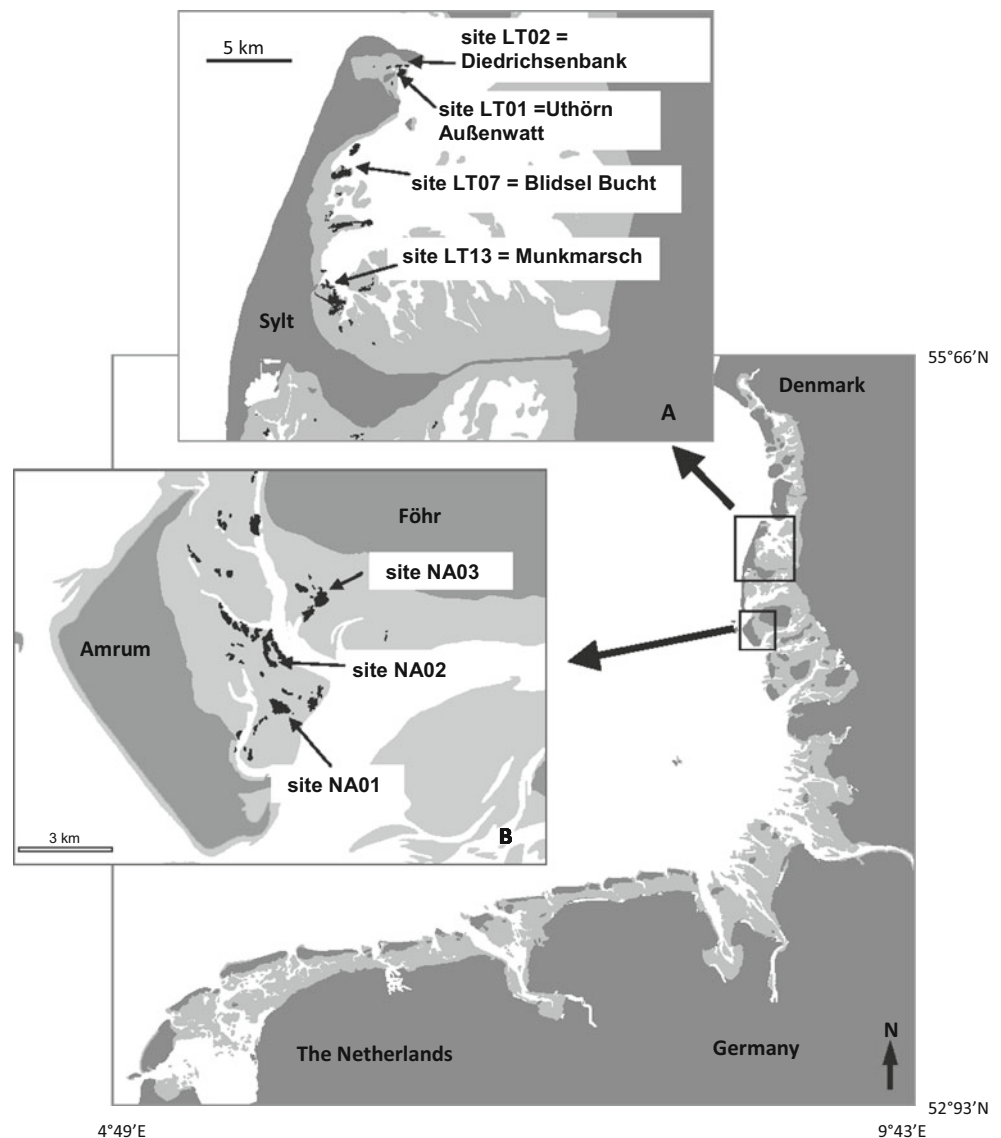 5 km
site LT02 =
Diedrichsenbank
site LT01 =Uthörn
Außenwatt
site LT07 = Blidsel Bucht
site LT13 = Munkmarsch
Sylt
A
55°66'N
Denmark
Föhr
site NA03
Amrum
site NA02
site NA01
3 km
B
The Netherlands
Germany
N
52°93'N
4°49'E
9°43'E